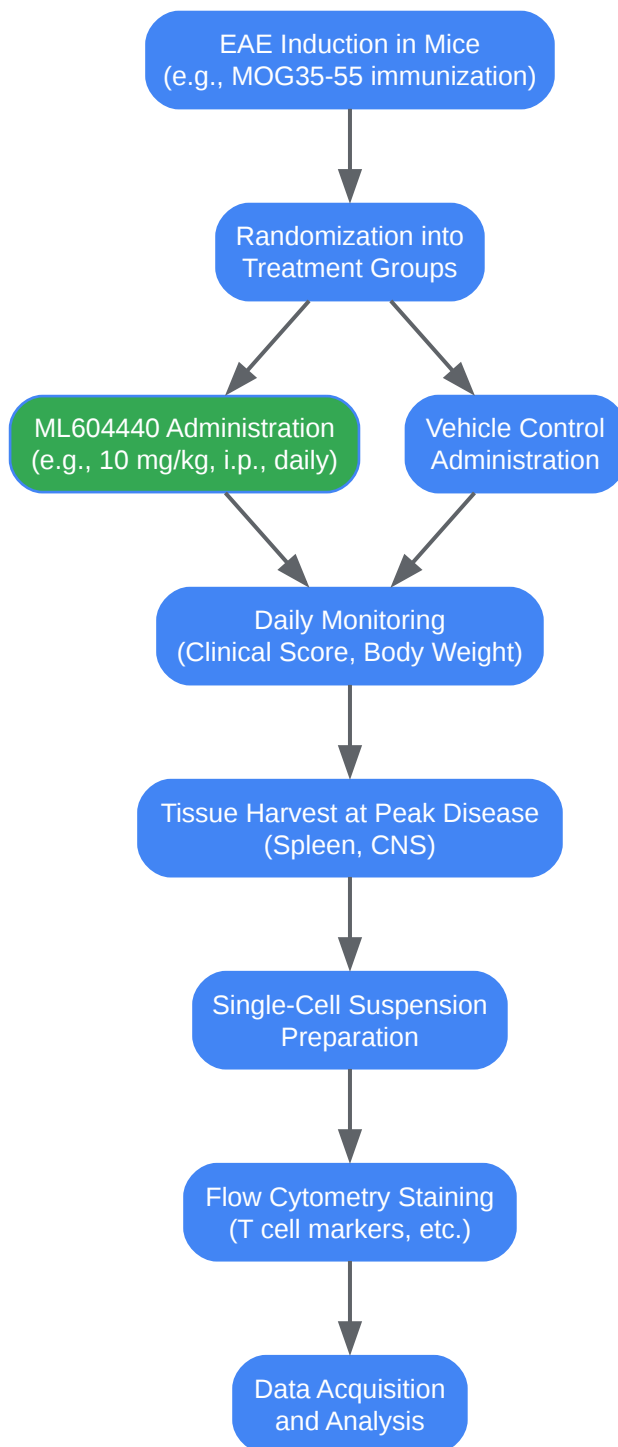 EAE Induction in Mice
(e.g., MOG35-55 immunization)
Randomization into
Treatment Groups
ML604440 Administration
(e.g., 10 mg/kg, i.p., daily)
Vehicle Control
Administration
Daily Monitoring
(Clinical Score, Body Weight)
Tissue Harvest at Peak Disease
(Spleen, CNS)
Single-Cell Suspension
Preparation
Flow Cytometry Staining
(T cell markers, etc.)
Data Acquisition
and Analysis